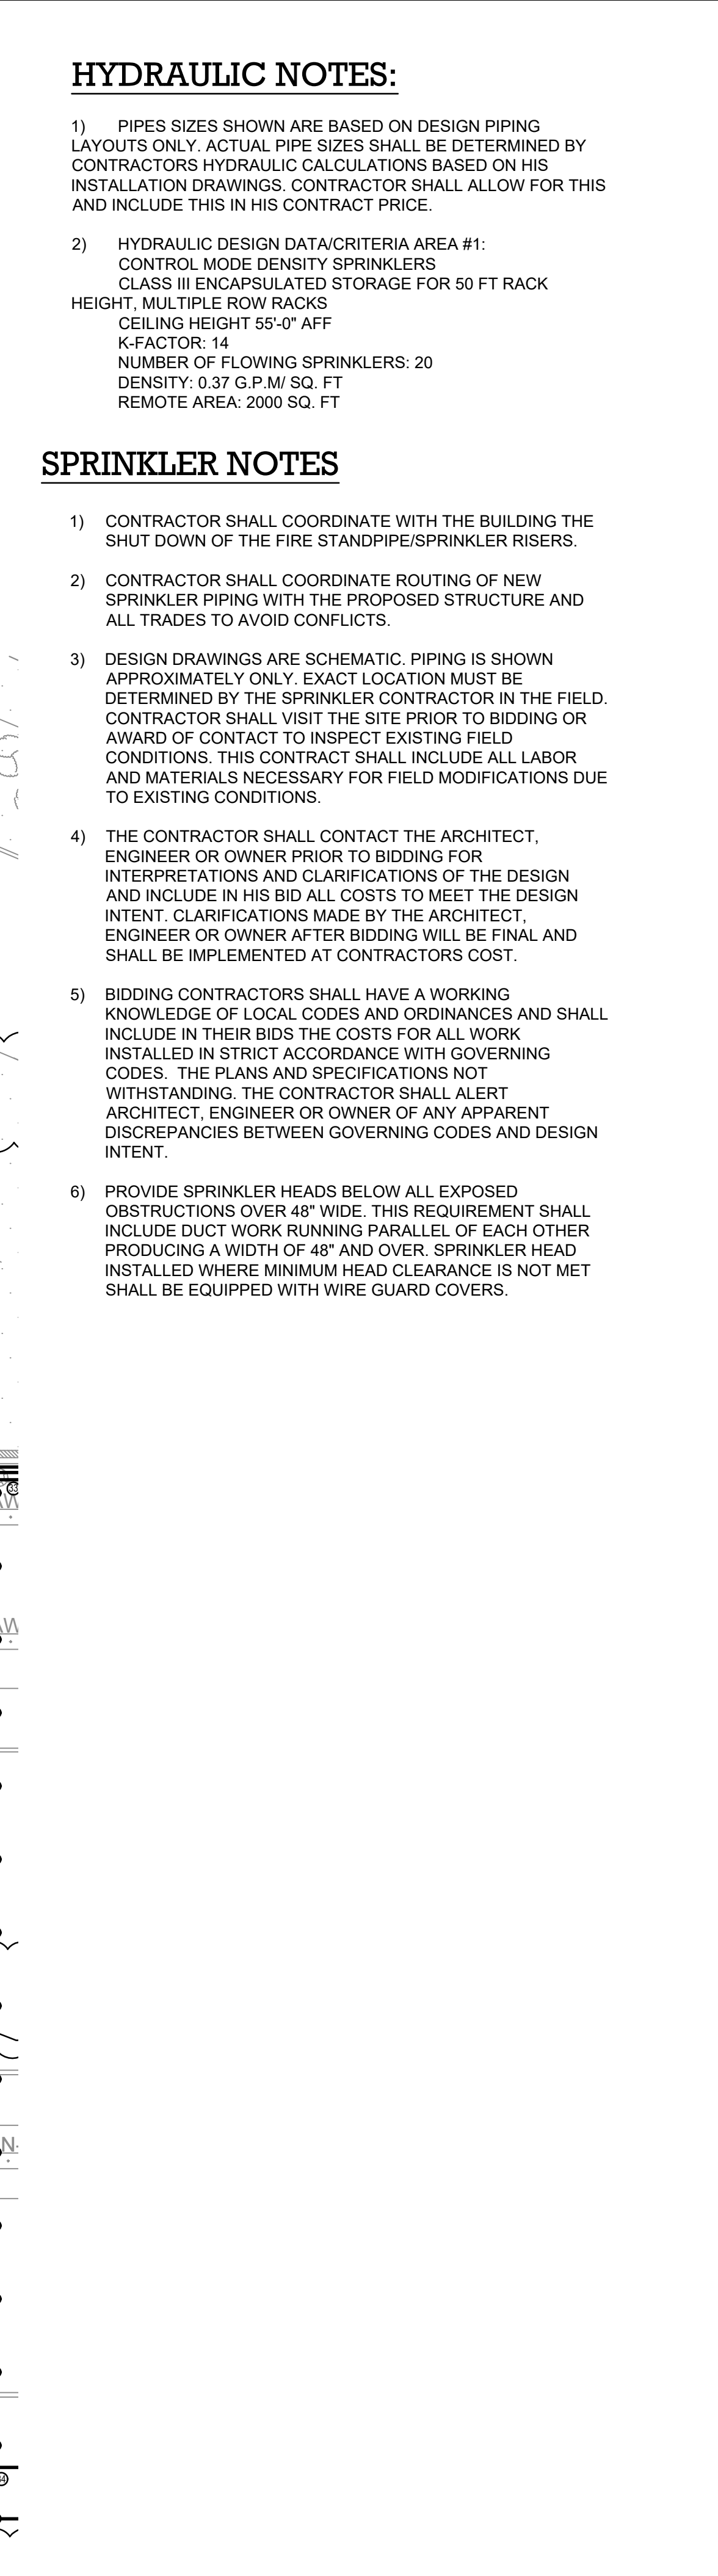 HYDRAULIC NOTES:
1) PIPES SIZES SHOWN ARE BASED ON DESIGN PIPING
LAYOUTS ONLY. ACTUAL PIPE SIZES SHALL BE DETERMINED BY
CONTRACTORS HYDRAULIC CALCULATIONS BASED ON HIS
INSTALLATION DRAWINGS. CONTRACTOR SHALL ALLOW FOR THIS
AND INCLUDE THIS IN HIS CONTRACT PRICE.
2) HYDRAULIC DESIGN DATA/CRITERIA AREA #1:
CONTROL MODE DENSITY SPRINKLERS
CLASS III ENCAPSULATED STORAGE FOR 50 FT RACK
HEIGHT, MULTIPLE ROW RACKS
CEILING HEIGHT 55'-0" AFF
K-FACTOR: 14
NUMBER OF FLOWING SPRINKLERS: 20
DENSITY: 0.37 G.P.M/ SQ. FT
REMOTE AREA: 2000 SQ. FT
SPRINKLER NOTES
1) CONTRACTOR SHALL COORDINATE WITH THE BUILDING THE
SHUT DOWN OF THE FIRE STANDPIPE/SPRINKLER RISERS.
2) CONTRACTOR SHALL COORDINATE ROUTING OF NEW
SPRINKLER PIPING WITH THE PROPOSED STRUCTURE AND
ALL TRADES TO AVOID CONFLICTS.
3) DESIGN DRAWINGS ARE SCHEMATIC. PIPING IS SHOWN
APPROXIMATELY ONLY. EXACT LOCATION MUST BE
DETERMINED BY THE SPRINKLER CONTRACTOR IN THE FIELD.
CONTRACTOR SHALL VISIT THE SITE PRIOR TO BIDDING OR
AWARD OF CONTACT TO INSPECT EXISTING FIELD
CONDITIONS. THIS CONTRACT SHALL INCLUDE ALL LABOR
AND MATERIALS NECESSARY FOR FIELD MODIFICATIONS DUE
TO EXISTING CONDITIONS.
4) THE CONTRACTOR SHALL CONTACT THE ARCHITECT,
ENGINEER OR OWNER PRIOR TO BIDDING FOR
INTERPRETATIONS AND CLARIFICATIONS OF THE DESIGN
AND INCLUDE IN HIS BID ALL COSTS TO MEET THE DESIGN
INTENT. CLARIFICATIONS MADE BY THE ARCHITECT,
ENGINEER OR OWNER AFTER BIDDING WILL BE FINAL AND
SHALL BE IMPLEMENTED AT CONTRACTORS COST.
5) BIDDING CONTRACTORS SHALL HAVE A WORKING
KNOWLEDGE OF LOCAL CODES AND ORDINANCES AND SHALL
INCLUDE IN THEIR BIDS THE COSTS FOR ALL WORK
INSTALLED IN STRICT ACCORDANCE WITH GOVERNING
CODES. THE PLANS AND SPECIFICATIONS NOT
WITHSTANDING. THE CONTRACTOR SHALL ALERT
ARCHITECT, ENGINEER OR OWNER OF ANY APPARENT
DISCREPANCIES BETWEEN GOVERNING CODES AND DESIGN
INTENT.
6) PROVIDE SPRINKLER HEADS BELOW ALL EXPOSED
OBSTRUCTIONS OVER 48" WIDE. THIS REQUIREMENT SHALL
INCLUDE DUCT WORK RUNNING PARALLEL OF EACH OTHER
PRODUCING A WIDTH OF 48" AND OVER. SPRINKLER HEAD
INSTALLED WHERE MINIMUM HEAD CLEARANCE IS NOT MET
SHALL BE EQUIPPED WITH WIRE GUARD COVERS.